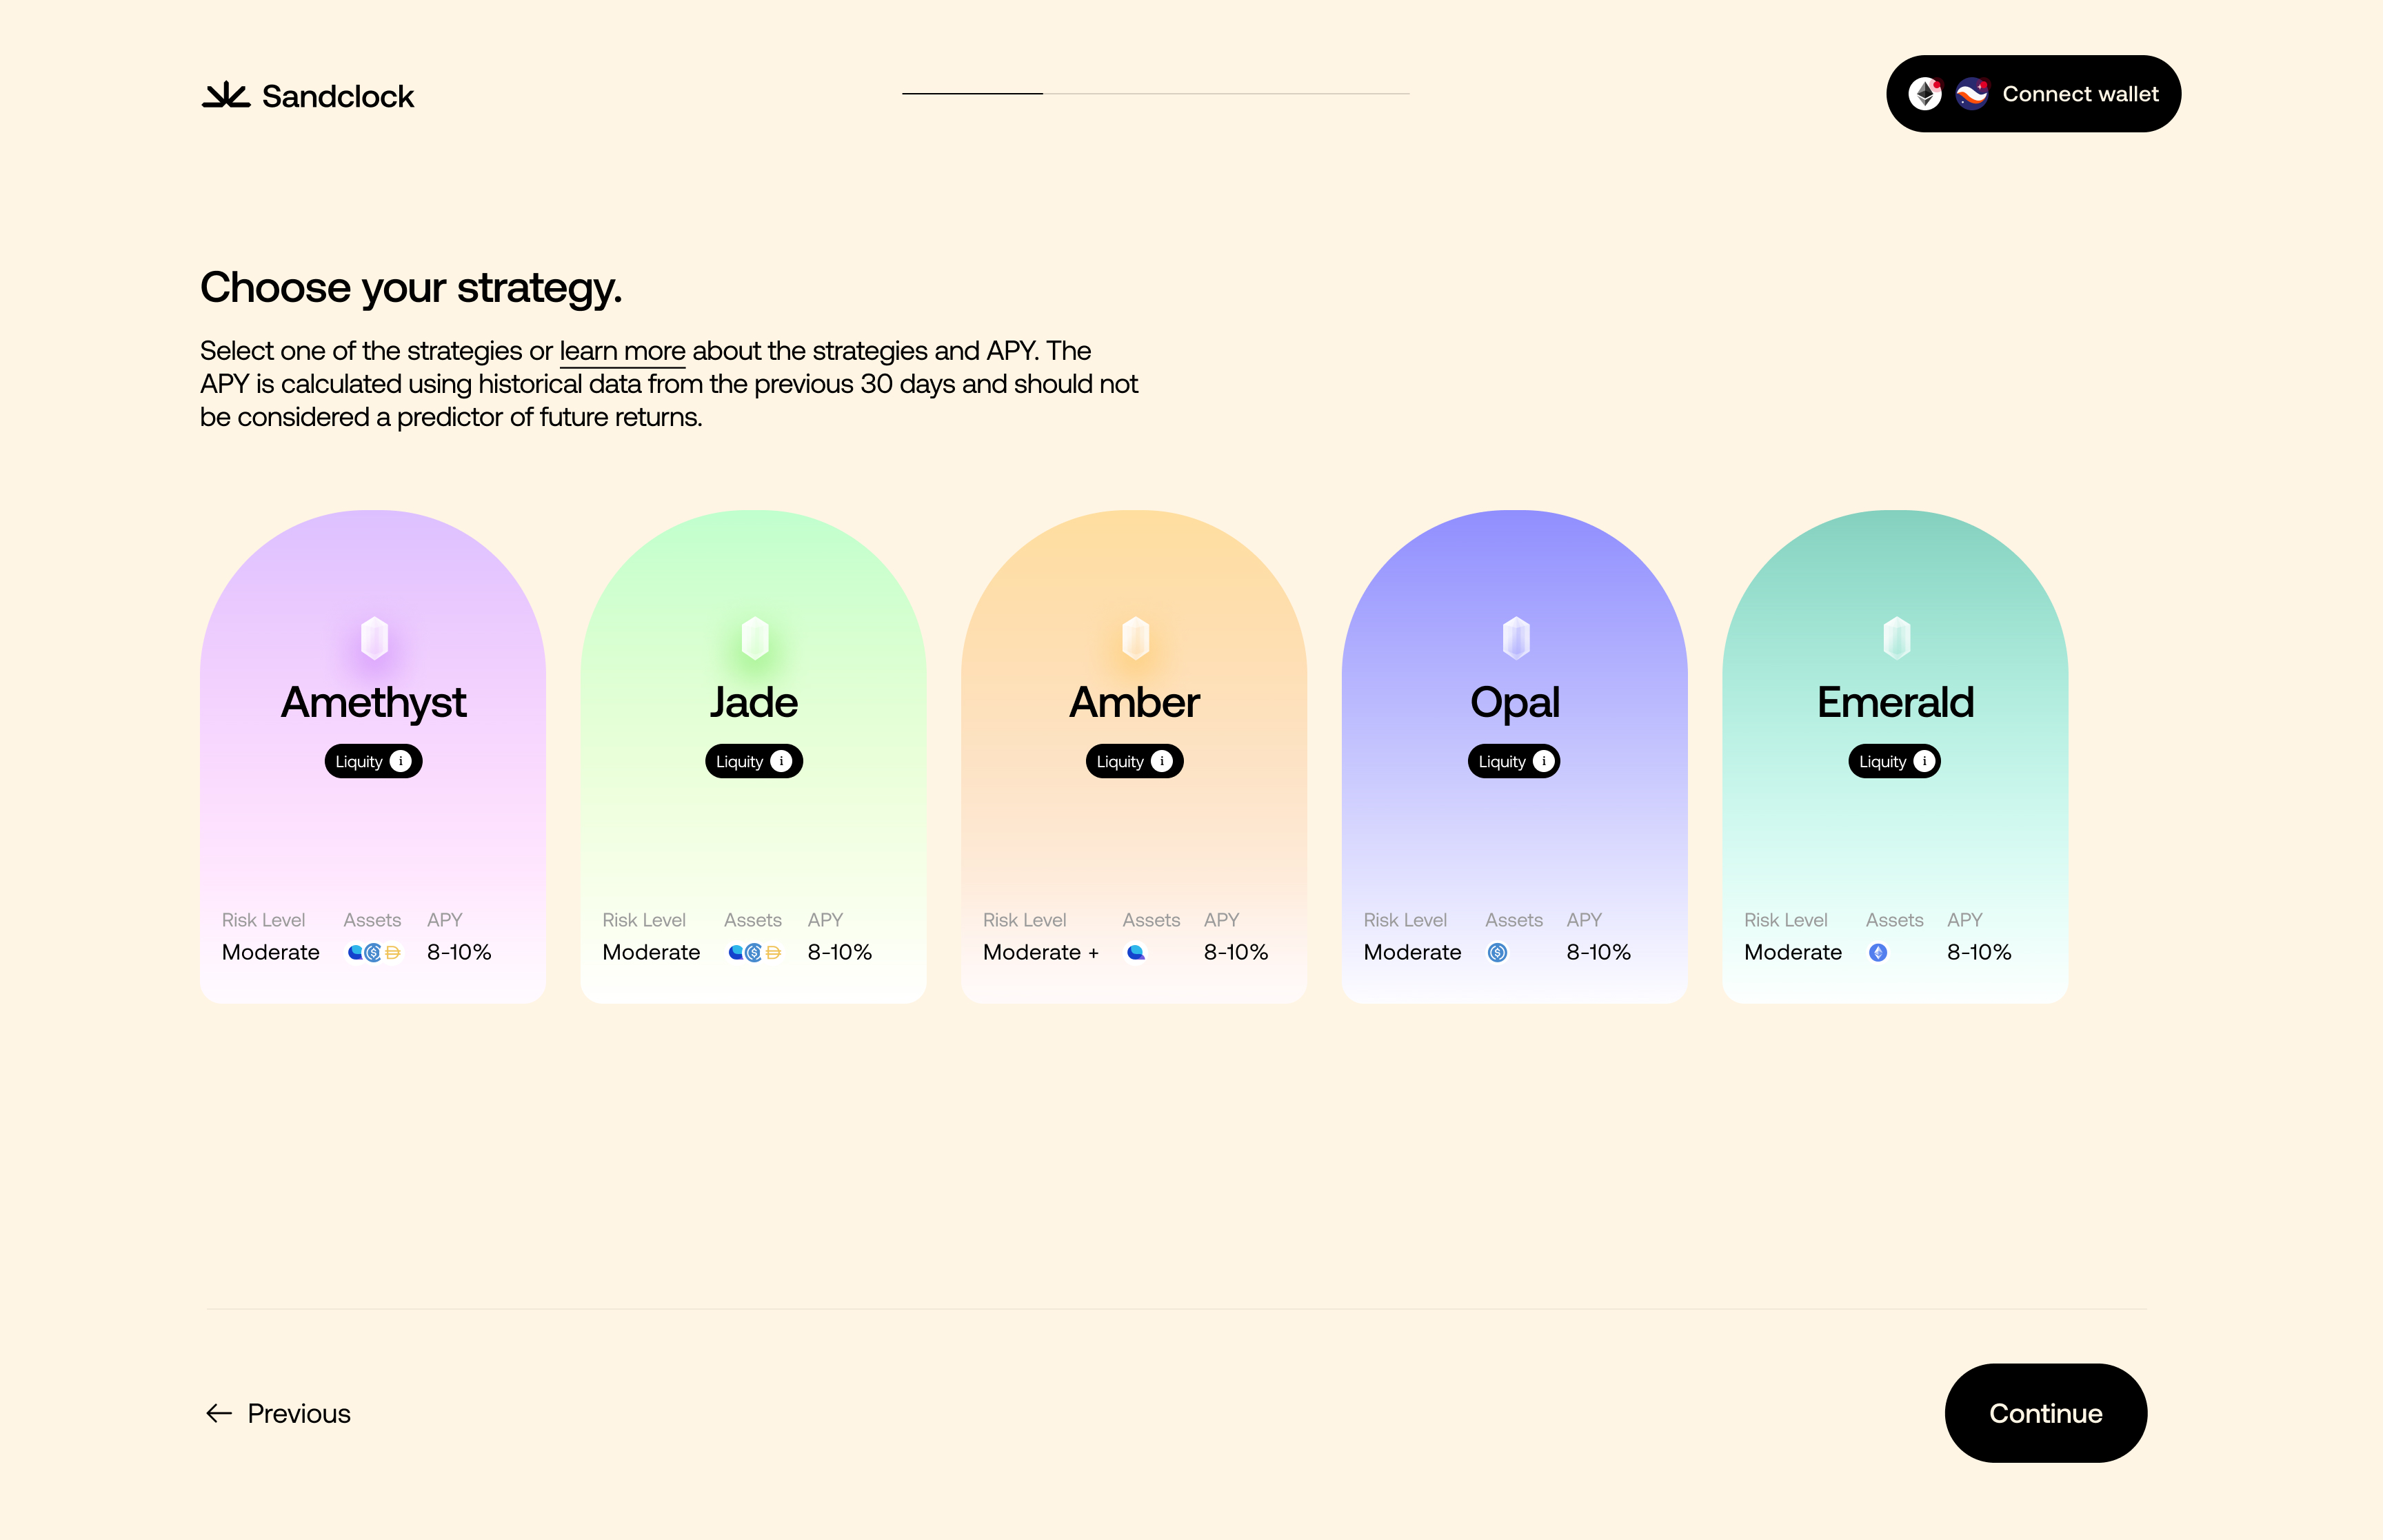 Sandclock
Connect wallet
Choose your strategy.
Select one of the strategies or learn more about the strategies and APY. The
APY is calculated using historical data from the previous 30 days and should not
be considered a predictor of future returns.
Amethyst
Liquity i
Risk Level Assets APY
Moderate 8-10%
Jade
Liquity i
Risk Level Assets APY
Moderate 8-10%
Amber
Liquity i
Risk Level Assets APY
Moderate + 8-10%
Opal
Liquity i
Risk Level Assets APY
Moderate 8-10%
Emerald
Liquity i
Risk Level Assets APY
Moderate 8-10%
Previous
Continue